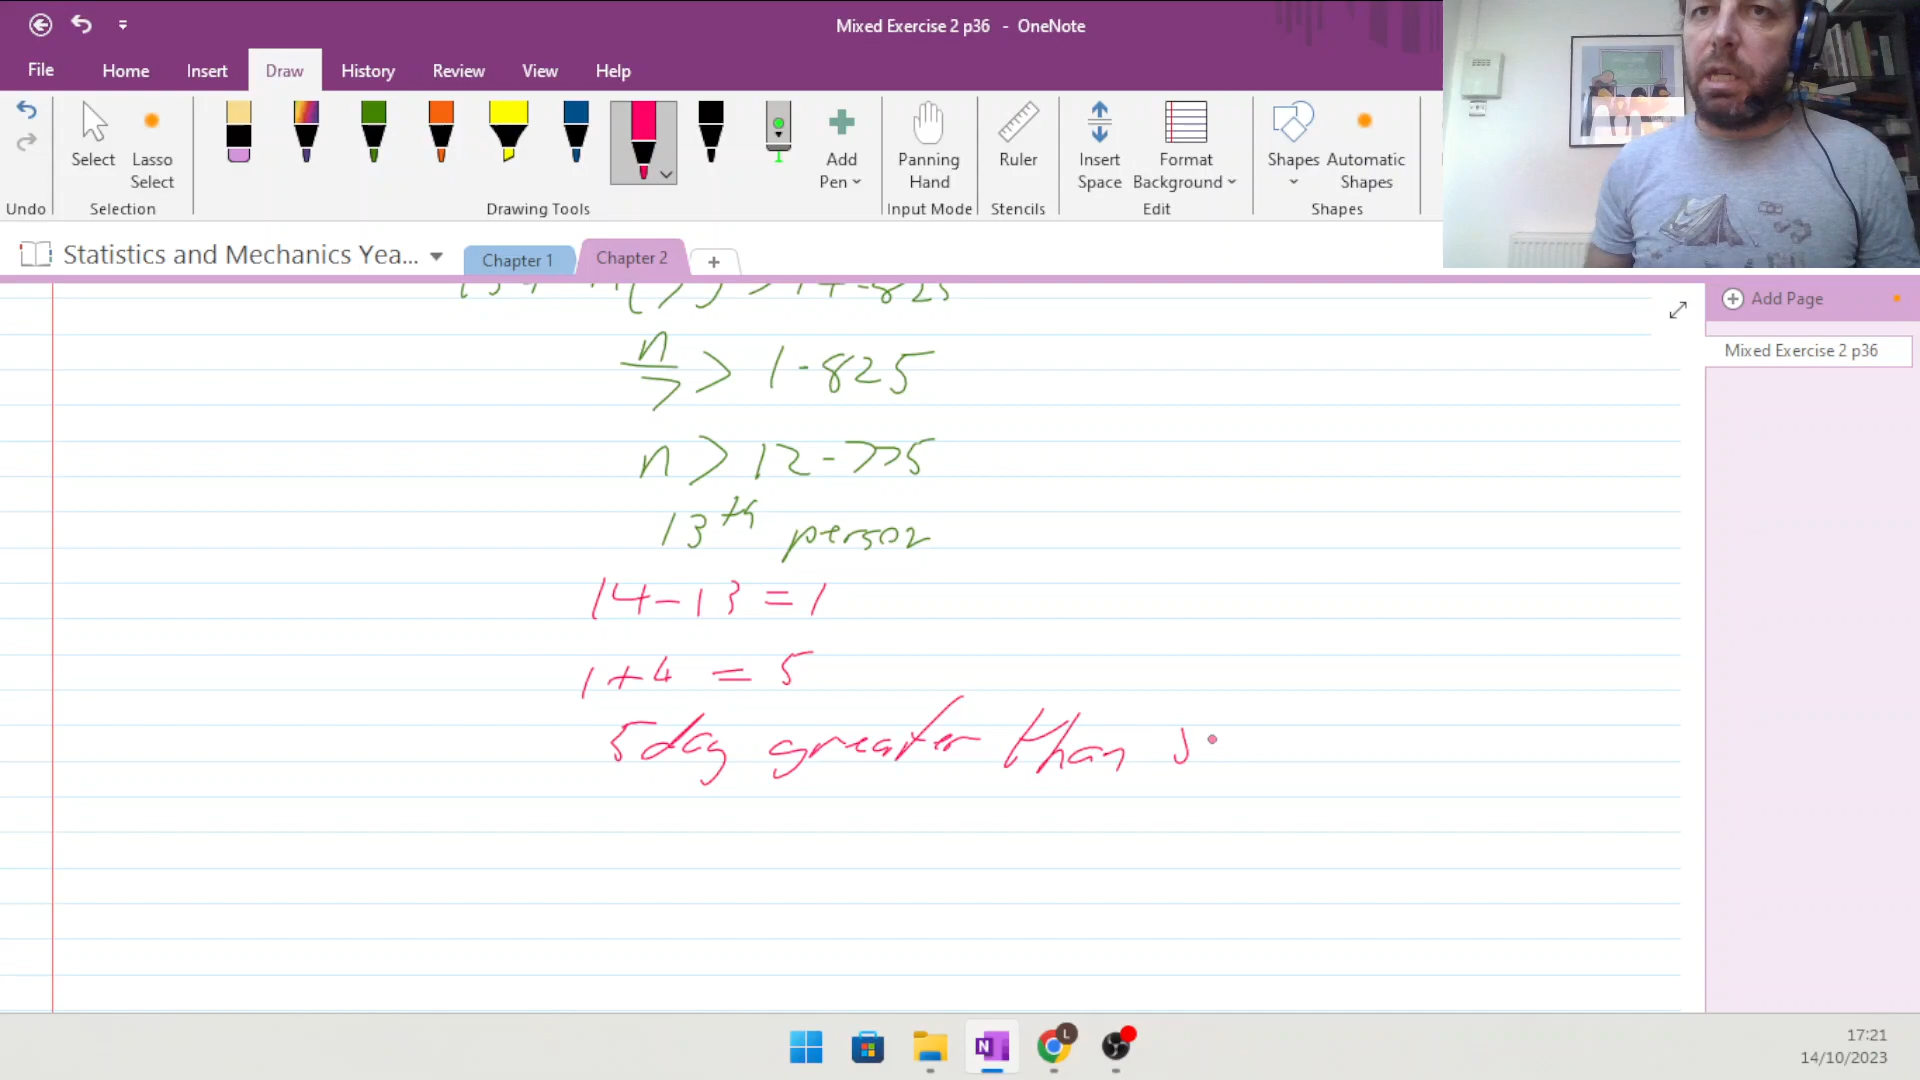 Mixed Exercise 2 p36 - OneNote
File Home Insert Draw History Review View Help
Select
Lasso Select
Add Pen
Panning Hand
Ruler
Insert Space
Format Background
Shapes
Automatic Shapes
Undo Selection Drawing Tools Input Mode Stencils Edit Shapes
Statistics and Mechanics Yea... Chapter 1 Chapter 2 +
Add Page
Mixed Exercise 2 p36
n/7 > 1.825
n > 12.775
13th person
14-13 = 1
1+4 = 5
5 day greater than
17:21
14/10/2023